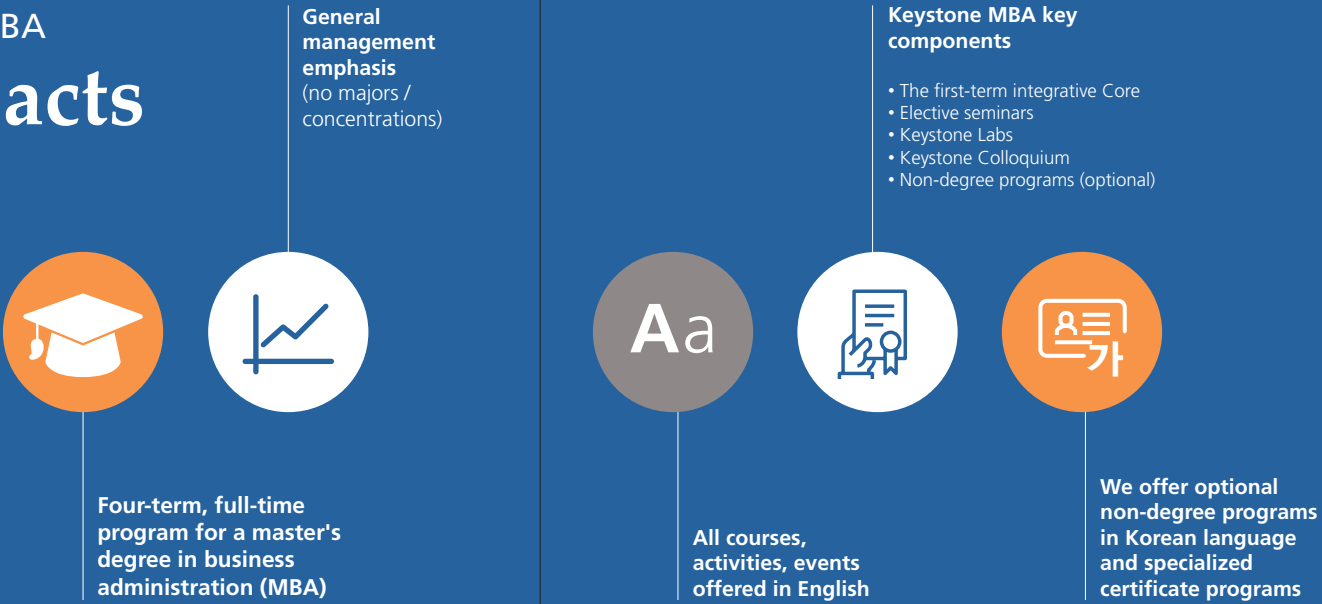 BA
acts
General
management
emphasis
(no majors /
concentrations)
Keystone MBA key
components
• The first-term integrative Core
• Elective seminars
• Keystone Labs
• Keystone Colloquium
• Non-degree programs (optional)
Aa
가
Four-term, full-time
program for a master's
degree in business
administration (MBA)
All courses,
activities, events
offered in English
We offer optional
non-degree programs
in Korean language
and specialized
certificate programs